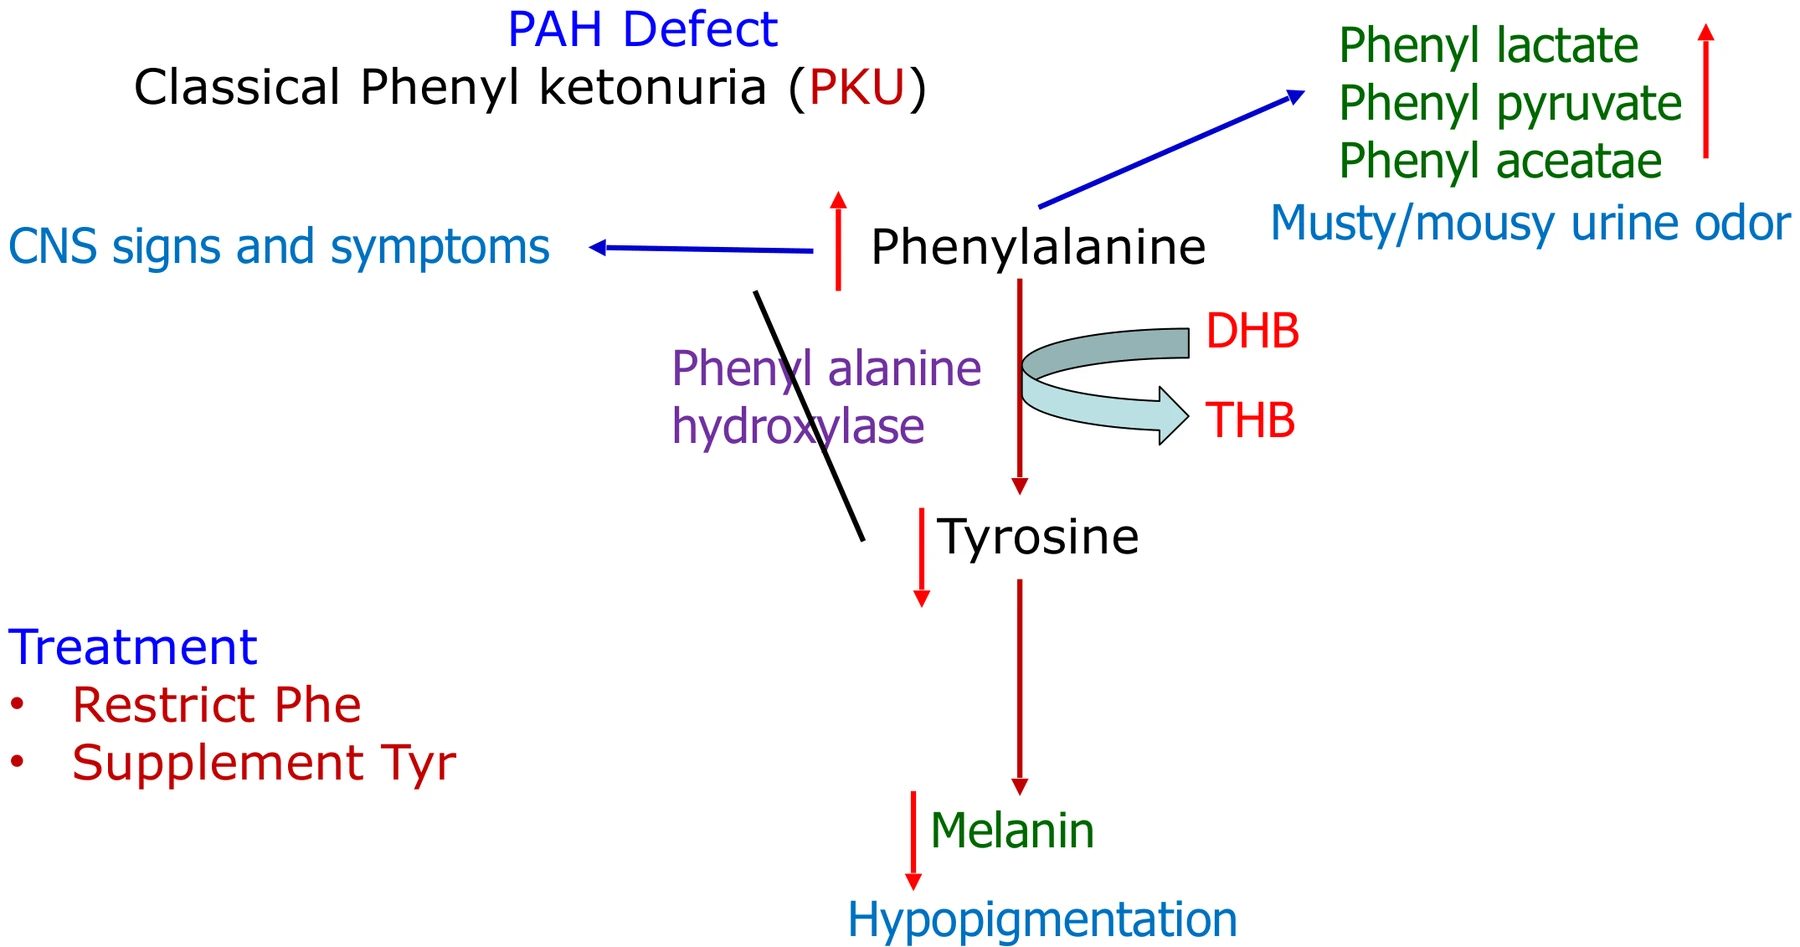 PAH Defect
Classical Phenyl ketonuria (PKU)
Phenyl lactate
Phenyl pyruvate
Phenyl aceatae
Musty/mousy urine odor
CNS signs and symptoms
Phenylalanine
DHB
Phenyl alanine
hydroxylase
THB
Tyrosine
Treatment
• Restrict Phe
• Supplement Tyr
Melanin
Hypopigmentation